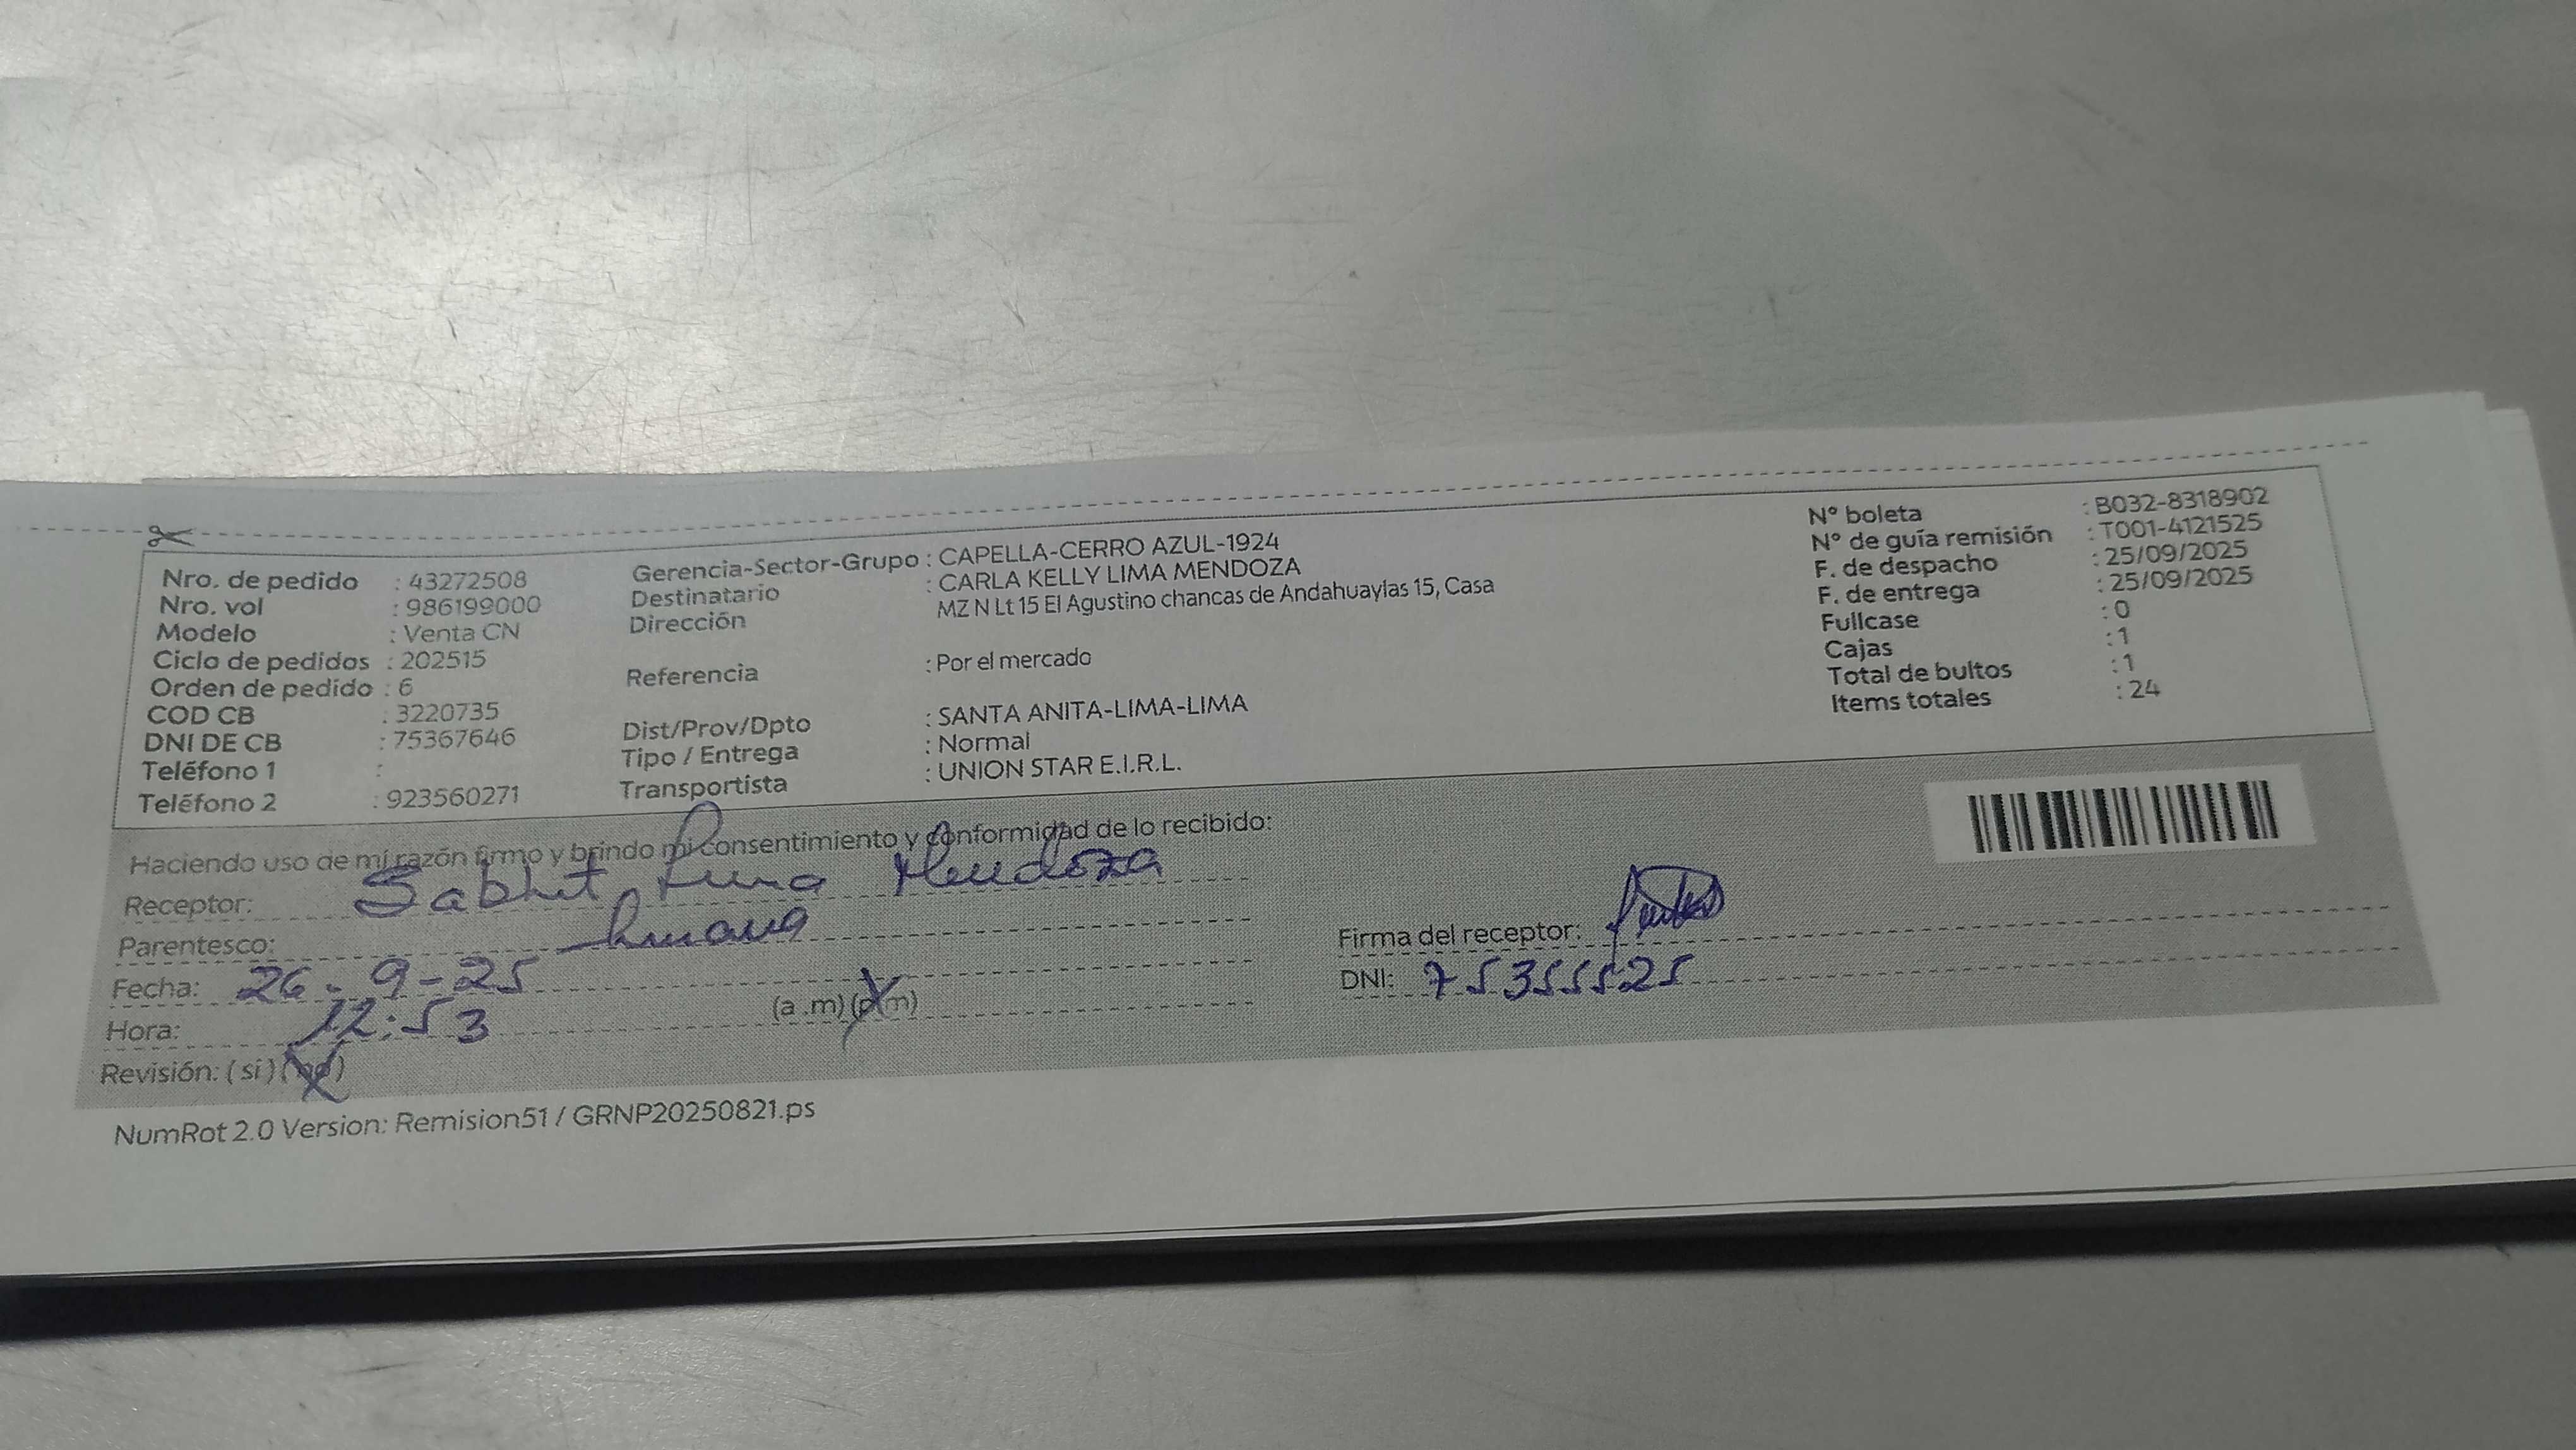 Nro. de pedido : 43272508
Nro. vol : 986199000
Modelo : Venta CN
Ciclo de pedidos : 202515
Orden de pedido : 6
COD CB : 3220735
DNI DE CB : 75367646
Teléfono 1 :
Teléfono 2 : 923560271
Gerencia-Sector-Grupo : CAPELLA-CERRO AZUL-1924
Destinatario : CARLA KELLY LIMA MENDOZA
Dirección MZ N Lt 15 El Agustino chancas de Andahuaylas 15, Casa
Referencia : Por el mercado
Dist/Prov/Dpto : SANTA ANITA-LIMA-LIMA
Tipo / Entrega : Normal
Transportista : UNION STAR E.I.R.L.
N° boleta : B032-8318902
N° de guía remisión : T001-4121525
F. de despacho : 25/09/2025
F. de entrega : 25/09/2025
Fullcase : 0
Cajas : 1
Total de bultos : 1
Items totales : 24
Haciendo uso de mi razón firmo y brindo mi consentimiento y conformidad de lo recibido:
Receptor: Mendoza
Parentesco:
Fecha: 26-9-25
Hora: 12:53 (a.m) (p.m)
Revisión: (si) (no)
Firma del receptor:
DNI: 75355525
NumRot 2.0 Version: Remision51 / GRNP20250821.ps